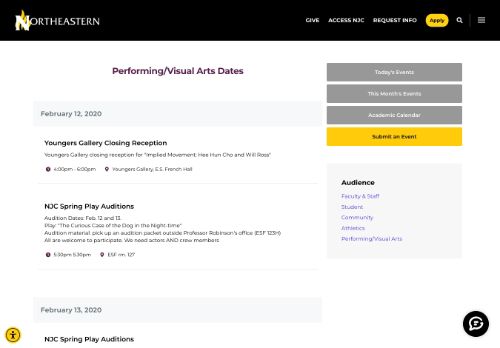 NORTHEASTERN
GIVE ACCESS NJC REQUEST INFO Apply
Performing/Visual Arts Dates
February 12, 2020
Youngers Gallery Closing Reception
Youngers Gallery closing reception for "Implied Movement: Hee Hun Cho and Will Ross"
4:00pm - 6:00pm Youngers Gallery, E.S. French Hall
NJC Spring Play Auditions
Audition Dates: Feb. 12 and 13.
Play: "The Curious Case of the Dog in the Night-time"
Audition material: pick up an audition packet outside Professor Robinson's office (ESF 123H)
All are welcome to participate. We need actors AND crew members
5:30pm 5:30pm ESF rm. 127
February 13, 2020
NJC Spring Play Auditions
Today's Events
This Month's Events
Academic Calendar
Submit an Event
Audience
Faculty & Staff
Student
Community
Athletics
Performing/Visual Arts